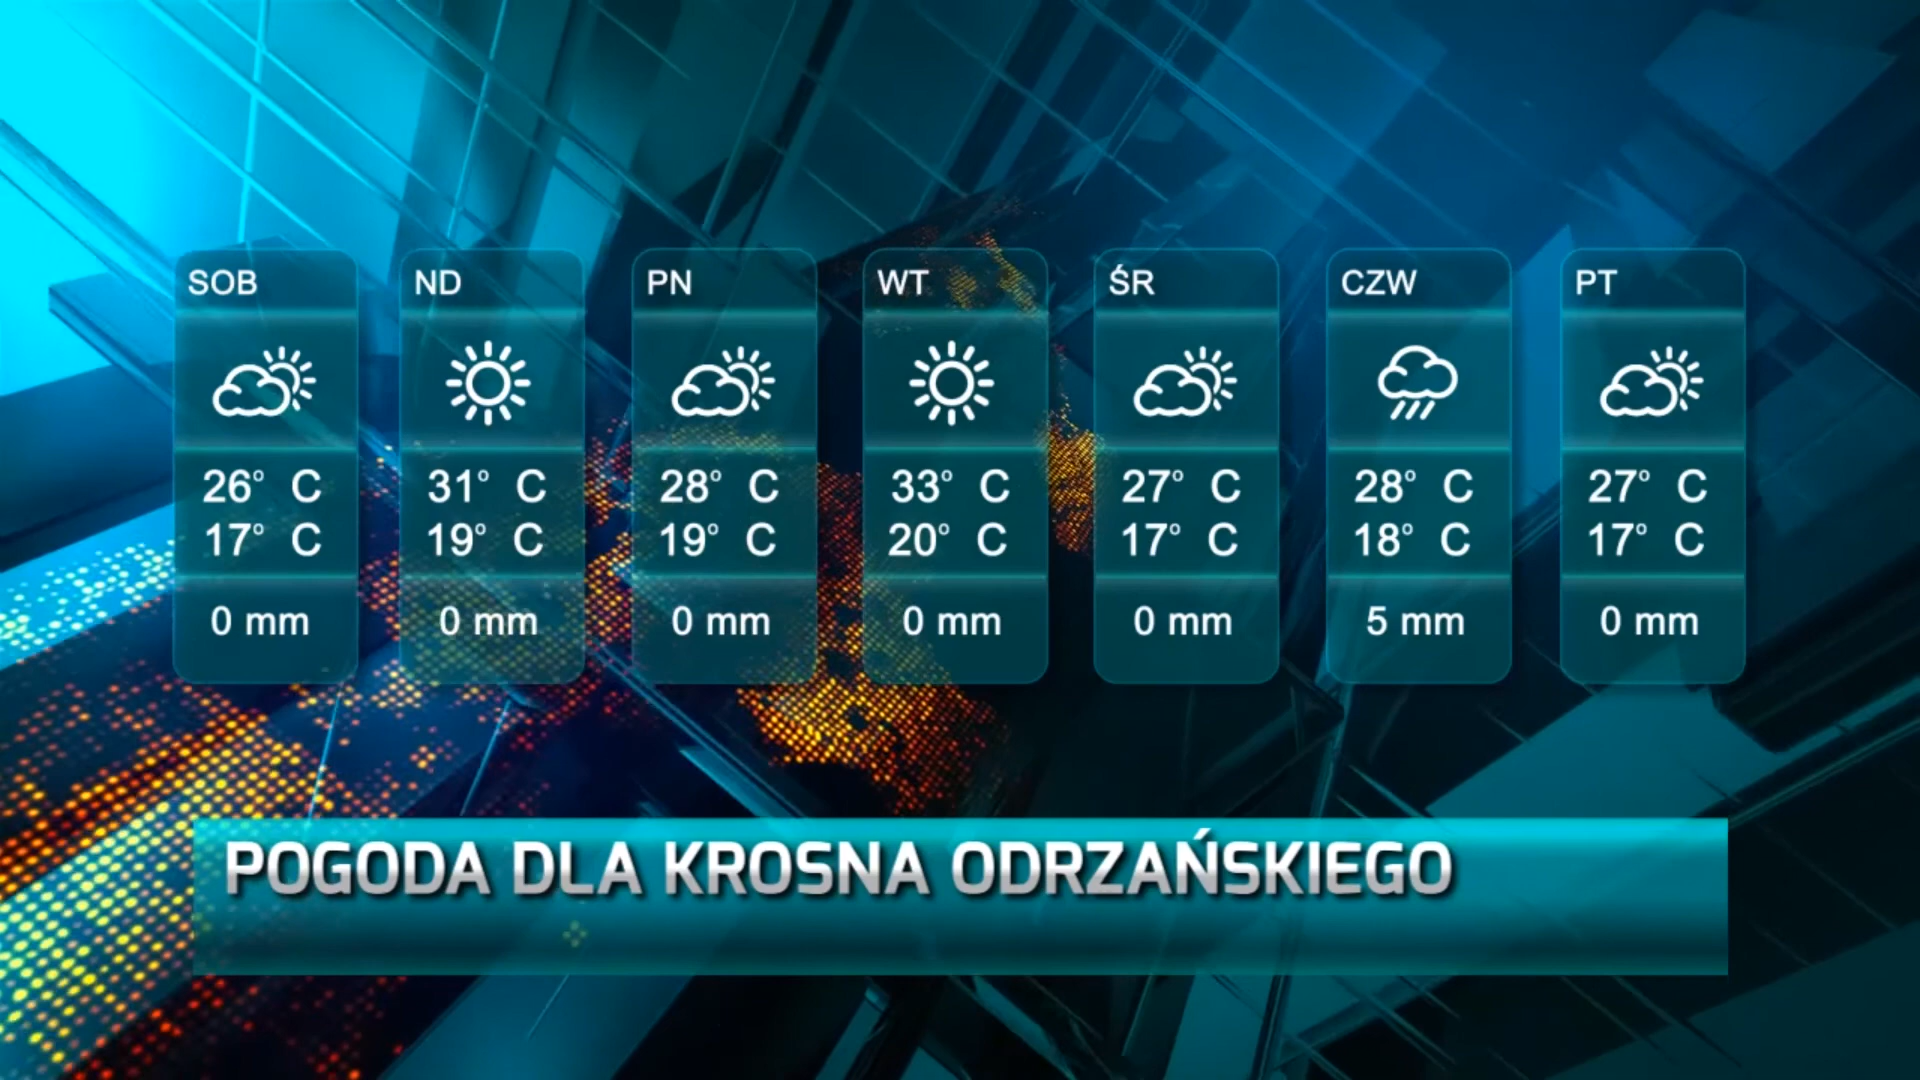 SOB ND PN WT ŚR CZW PT
26° C 31° C 28° C 33° C 27° C 28° C 27° C
17° C 19° C 19° C 20° C 17° C 18° C 17° C
0 mm 0 mm 0 mm 0 mm 0 mm 5 mm 0 mm
POGODA DLA KROSNA ODRZAŃSKIEGO